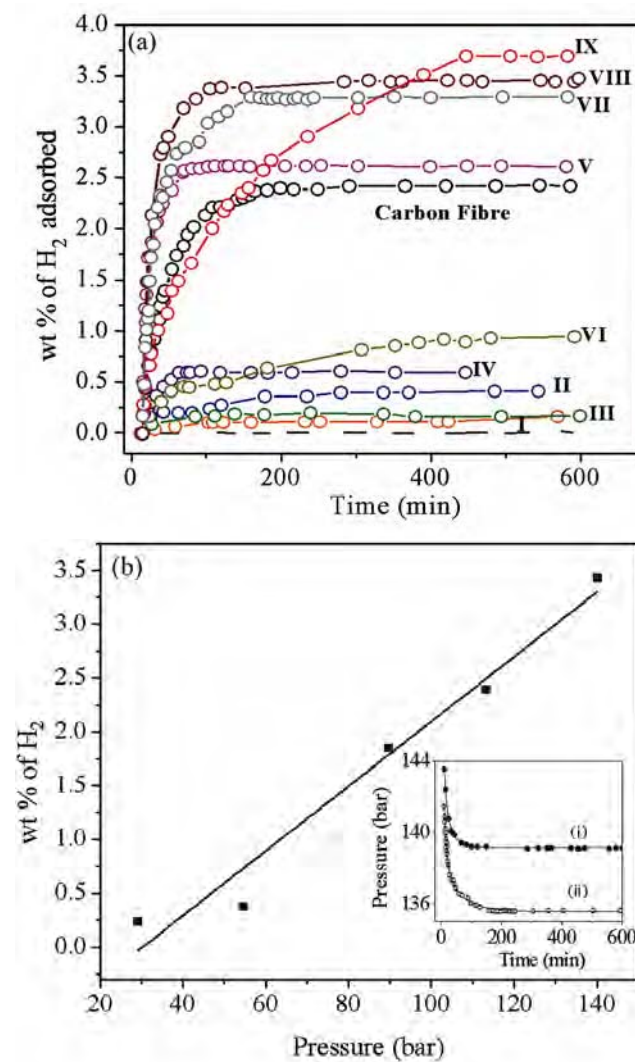 (a)
IX
VIII
VII
V
Carbon Fibre
VI
IV
II
III
I
4.0
3.5
3.0
2.5
2.0
1.5
1.0
0.5
0.0
wt % of H₂ adsorbed
0 200 400 600
Time (min)
(b)
3.5
3.0
2.5
2.0
1.5
1.0
0.5
0.0
wt % of H₂
144
140
136
Pressure (bar)
(i)
(ii)
0 200 400 600
Time (min)
20 40 60 80 100 120 140
Pressure (bar)